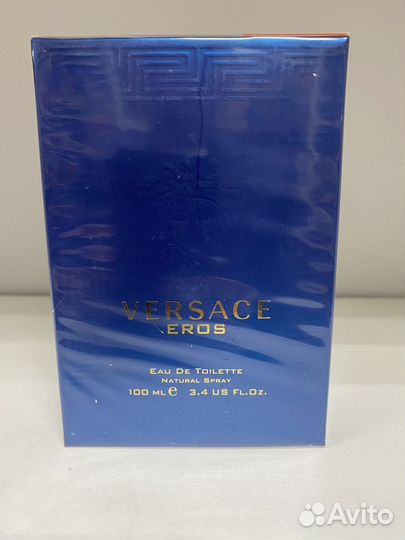 VERSACE
EROS
EAU DE TOILETTE
NATURAL SPRAY
100 ML e 3.4 US FL.OZ.
Avito